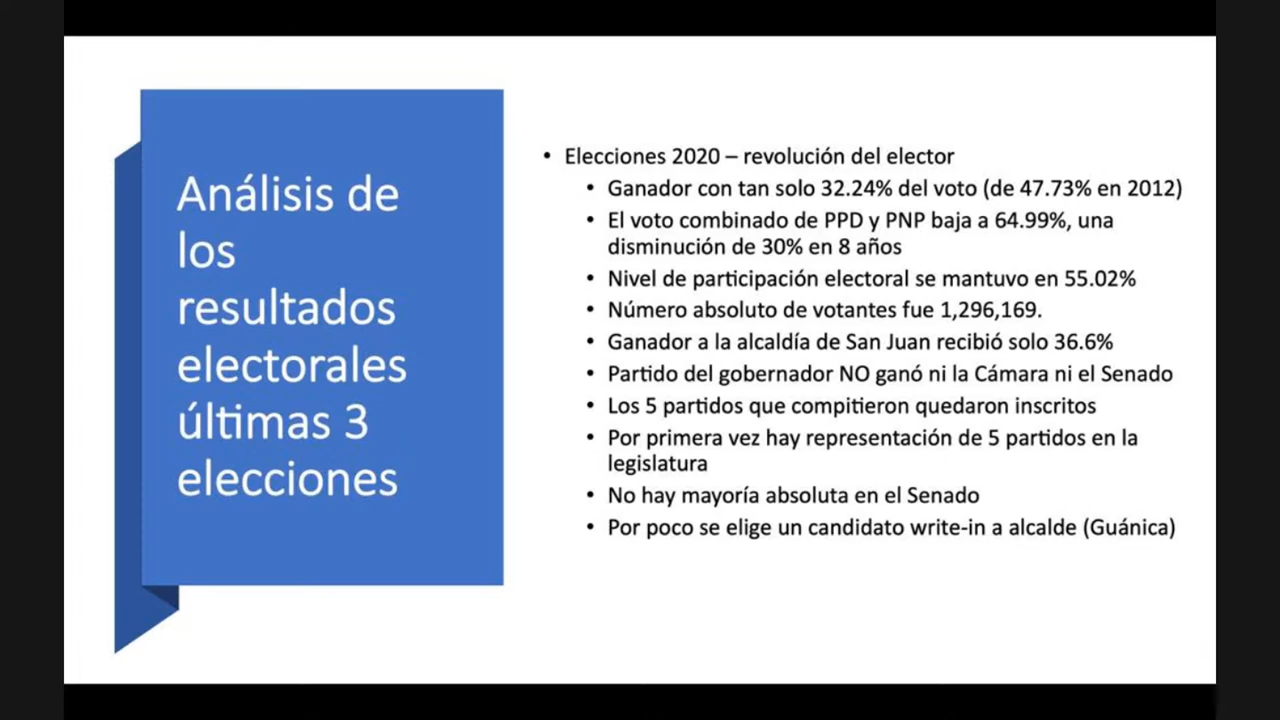 Análisis de
los
resultados
electorales
últimas 3
elecciones
• Elecciones 2020 – revolución del elector
• Ganador con tan solo 32.24% del voto (de 47.73% en 2012)
• El voto combinado de PPD y PNP baja a 64.99%, una
disminución de 30% en 8 años
• Nivel de participación electoral se mantuvo en 55.02%
• Número absoluto de votantes fue 1,296,169.
• Ganador a la alcaldía de San Juan recibió solo 36.6%
• Partido del gobernador NO ganó ni la Cámara ni el Senado
• Los 5 partidos que compitieron quedaron inscritos
• Por primera vez hay representación de 5 partidos en la
legislatura
• No hay mayoría absoluta en el Senado
• Por poco se elige un candidato write-in a alcalde (Guánica)